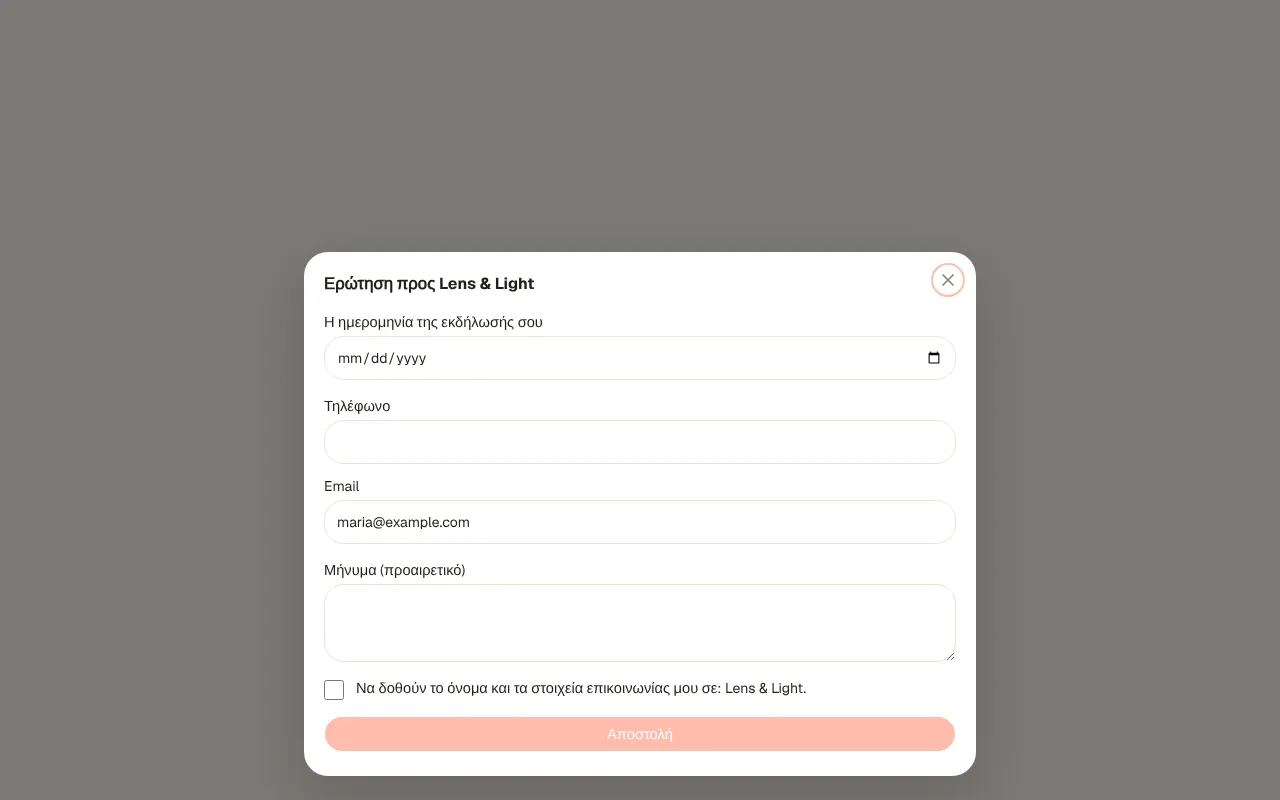 Ερώτηση προς Lens & Light
Η ημερομηνία της εκδήλωσής σου
mm/dd/yyyy
Τηλέφωνο
Email
maria@example.com
Μήνυμα (προαιρετικό)
Να δοθούν το όνομα και τα στοιχεία επικοινωνίας μου σε: Lens & Light.
Αποστολή